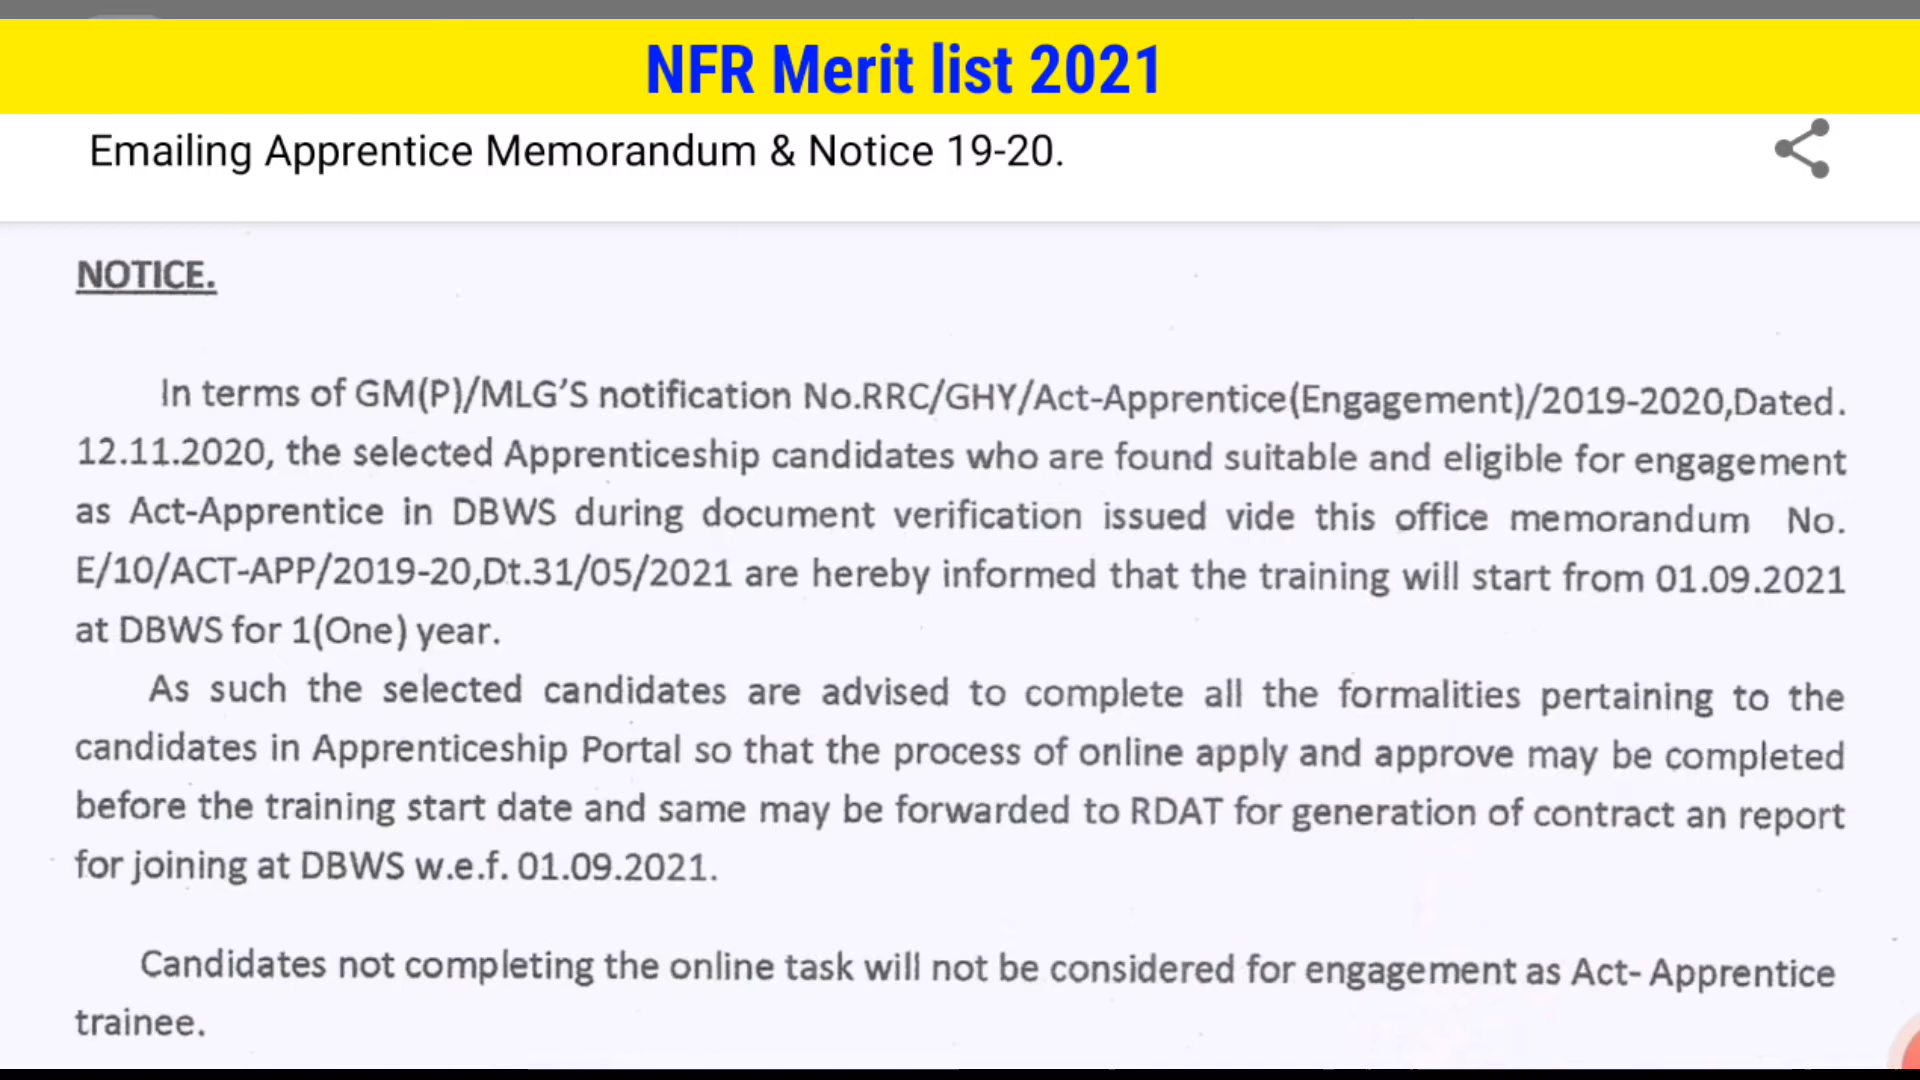 NFR Merit list 2021
Emailing Apprentice Memorandum & Notice 19-20.
NOTICE.
In terms of GM(P)/MLG'S notification No.RRC/GHY/Act-Apprentice(Engagement)/2019-2020,Dated.
12.11.2020, the selected Apprenticeship candidates who are found suitable and eligible for engagement
as Act-Apprentice in DBWS during document verification issued vide this office memorandum No.
E/10/ACT-APP/2019-20,Dt.31/05/2021 are hereby informed that the training will start from 01.09.2021
at DBWS for 1(One) year.
As such the selected candidates are advised to complete all the formalities pertaining to the
candidates in Apprenticeship Portal so that the process of online apply and approve may be completed
before the training start date and same may be forwarded to RDAT for generation of contract an report
for joining at DBWS w.e.f. 01.09.2021.
Candidates not completing the online task will not be considered for engagement as Act- Apprentice
trainee.